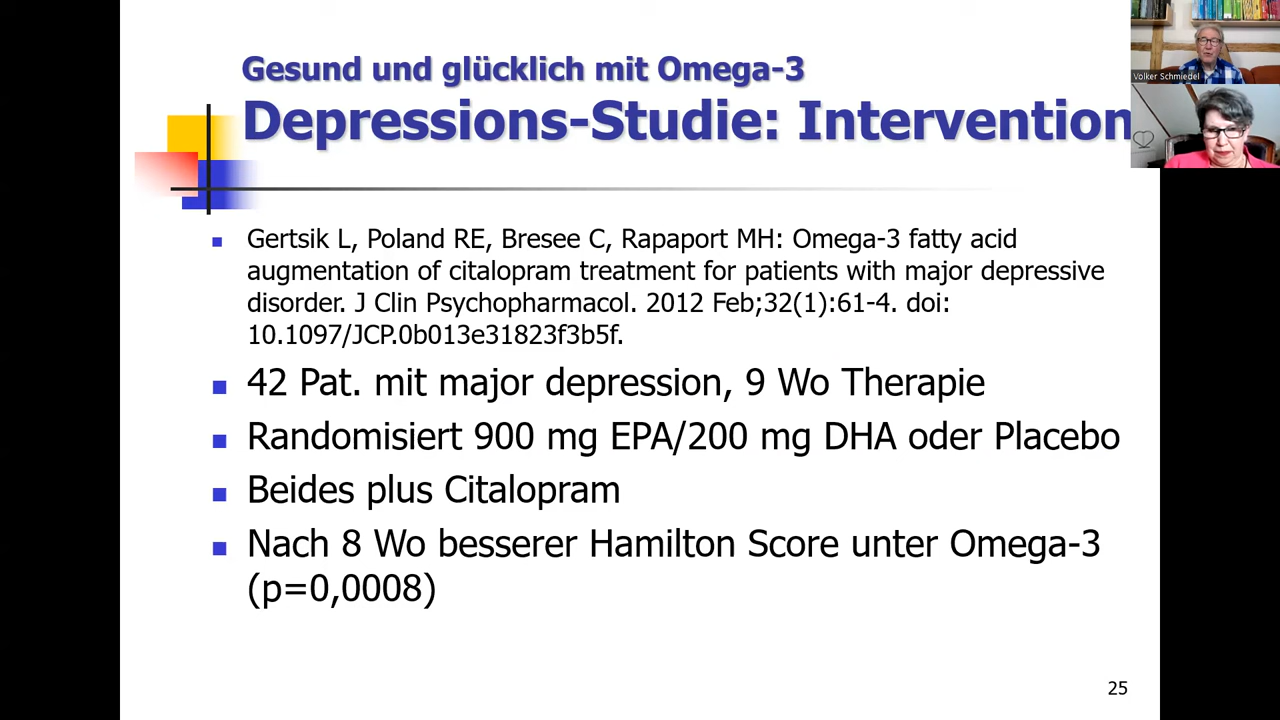 Gesund und glücklich mit Omega-3
Depressions-Studie: Intervention
Volker Schmiedel
Gertsik L, Poland RE, Bresee C, Rapaport MH: Omega-3 fatty acid
augmentation of citalopram treatment for patients with major depressive
disorder. J Clin Psychopharmacol. 2012 Feb;32(1):61-4. doi:
10.1097/JCP.0b013e31823f3b5f.
42 Pat. mit major depression, 9 Wo Therapie
Randomisiert 900 mg EPA/200 mg DHA oder Placebo
Beides plus Citalopram
Nach 8 Wo besserer Hamilton Score unter Omega-3
(p=0,0008)
25